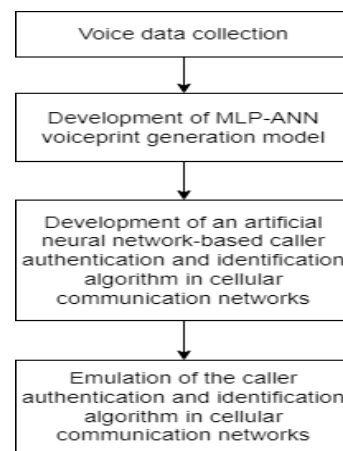 Voice data collection
Development of MLP-ANN
voiceprint generation model
Development of an artificial
neural network-based caller
authentication and identification
algorithm in cellular
communication networks
Emulation of the caller
authentication and identification
algorithm in cellular
communication networks